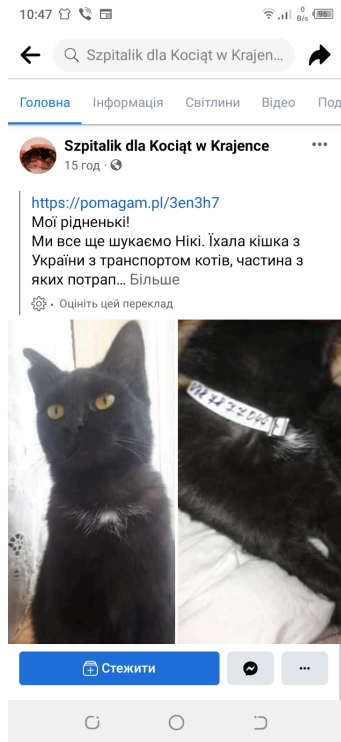 10:47
0
B/s
96
Szpitalik dla Kociąt w Krajen...
Головна Інформація Світлини Відео Под
Szpitalik dla Kociąt w Krajence
15 год ·
https://pomagam.pl/3en3h7
Мої рідненькі!
Ми все ще шукаємо Нікі. Їхала кішка з
України з транспортом котів, частина з
яких потрап... Більше
· Оцініть цей переклад
Стежити